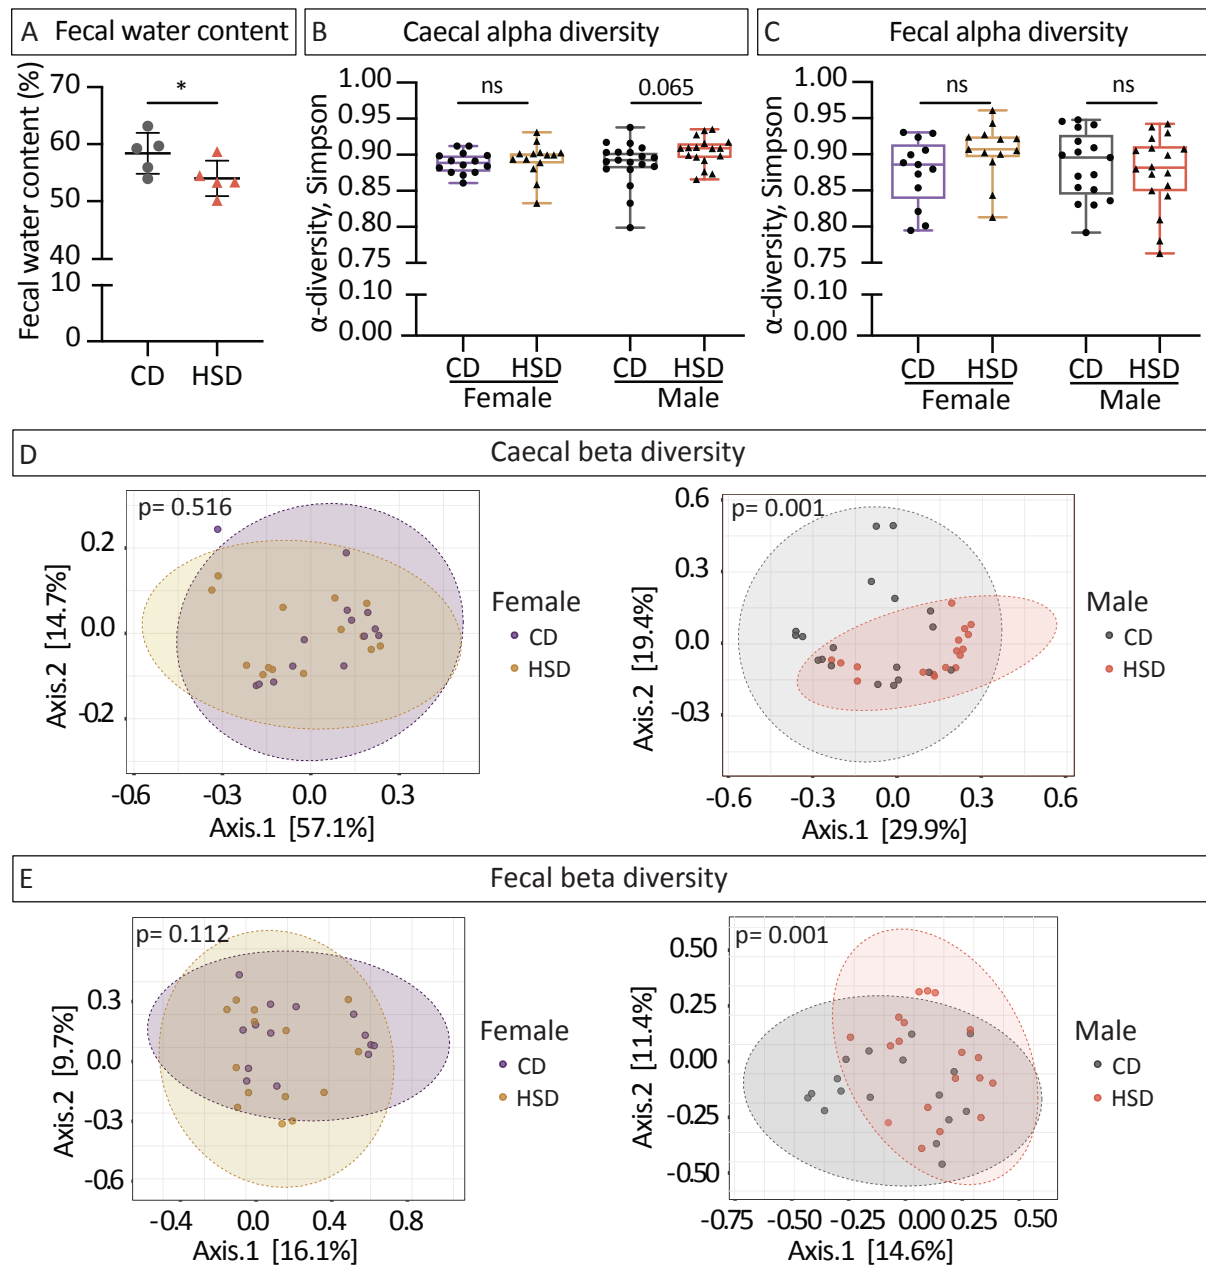 A Fecal water content
B Caecal alpha diversity
C Fecal alpha diversity
Fecal water content (%)
70
60
50
40
10
0
*
CD HSD
α-diversity, Simpson
1.00
0.95
0.90
0.85
0.80
0.75
0.10
0.00
ns
0.065
CD HSD CD HSD
Female Male
α-diversity, Simpson
1.00
0.95
0.90
0.85
0.80
0.75
0.10
0.00
ns
ns
CD HSD CD HSD
Female Male
D Caecal beta diversity
p= 0.516
Axis.2 [14.7%]
0.2
0.0
-0.2
-0.6 -0.3 0.0 0.3
Axis.1 [57.1%]
Female
CD
HSD
p= 0.001
Axis.2 [19.4%]
0.6
0.3
0.0
-0.3
-0.6 -0.3 0.0 0.3 0.6
Axis.1 [29.9%]
Male
CD
HSD
E Fecal beta diversity
p= 0.112
Axis.2 [9.7%]
0.3
0.0
-0.3
-0.6
-0.4 0.0 0.4 0.8
Axis.1 [16.1%]
Female
CD
HSD
p= 0.001
Axis.2 [11.4%]
0.50
0.25
0.00
-0.25
-0.50
-0.75 -0.50 -0.25 0.00 0.25 0.50
Axis.1 [14.6%]
Male
CD
HSD